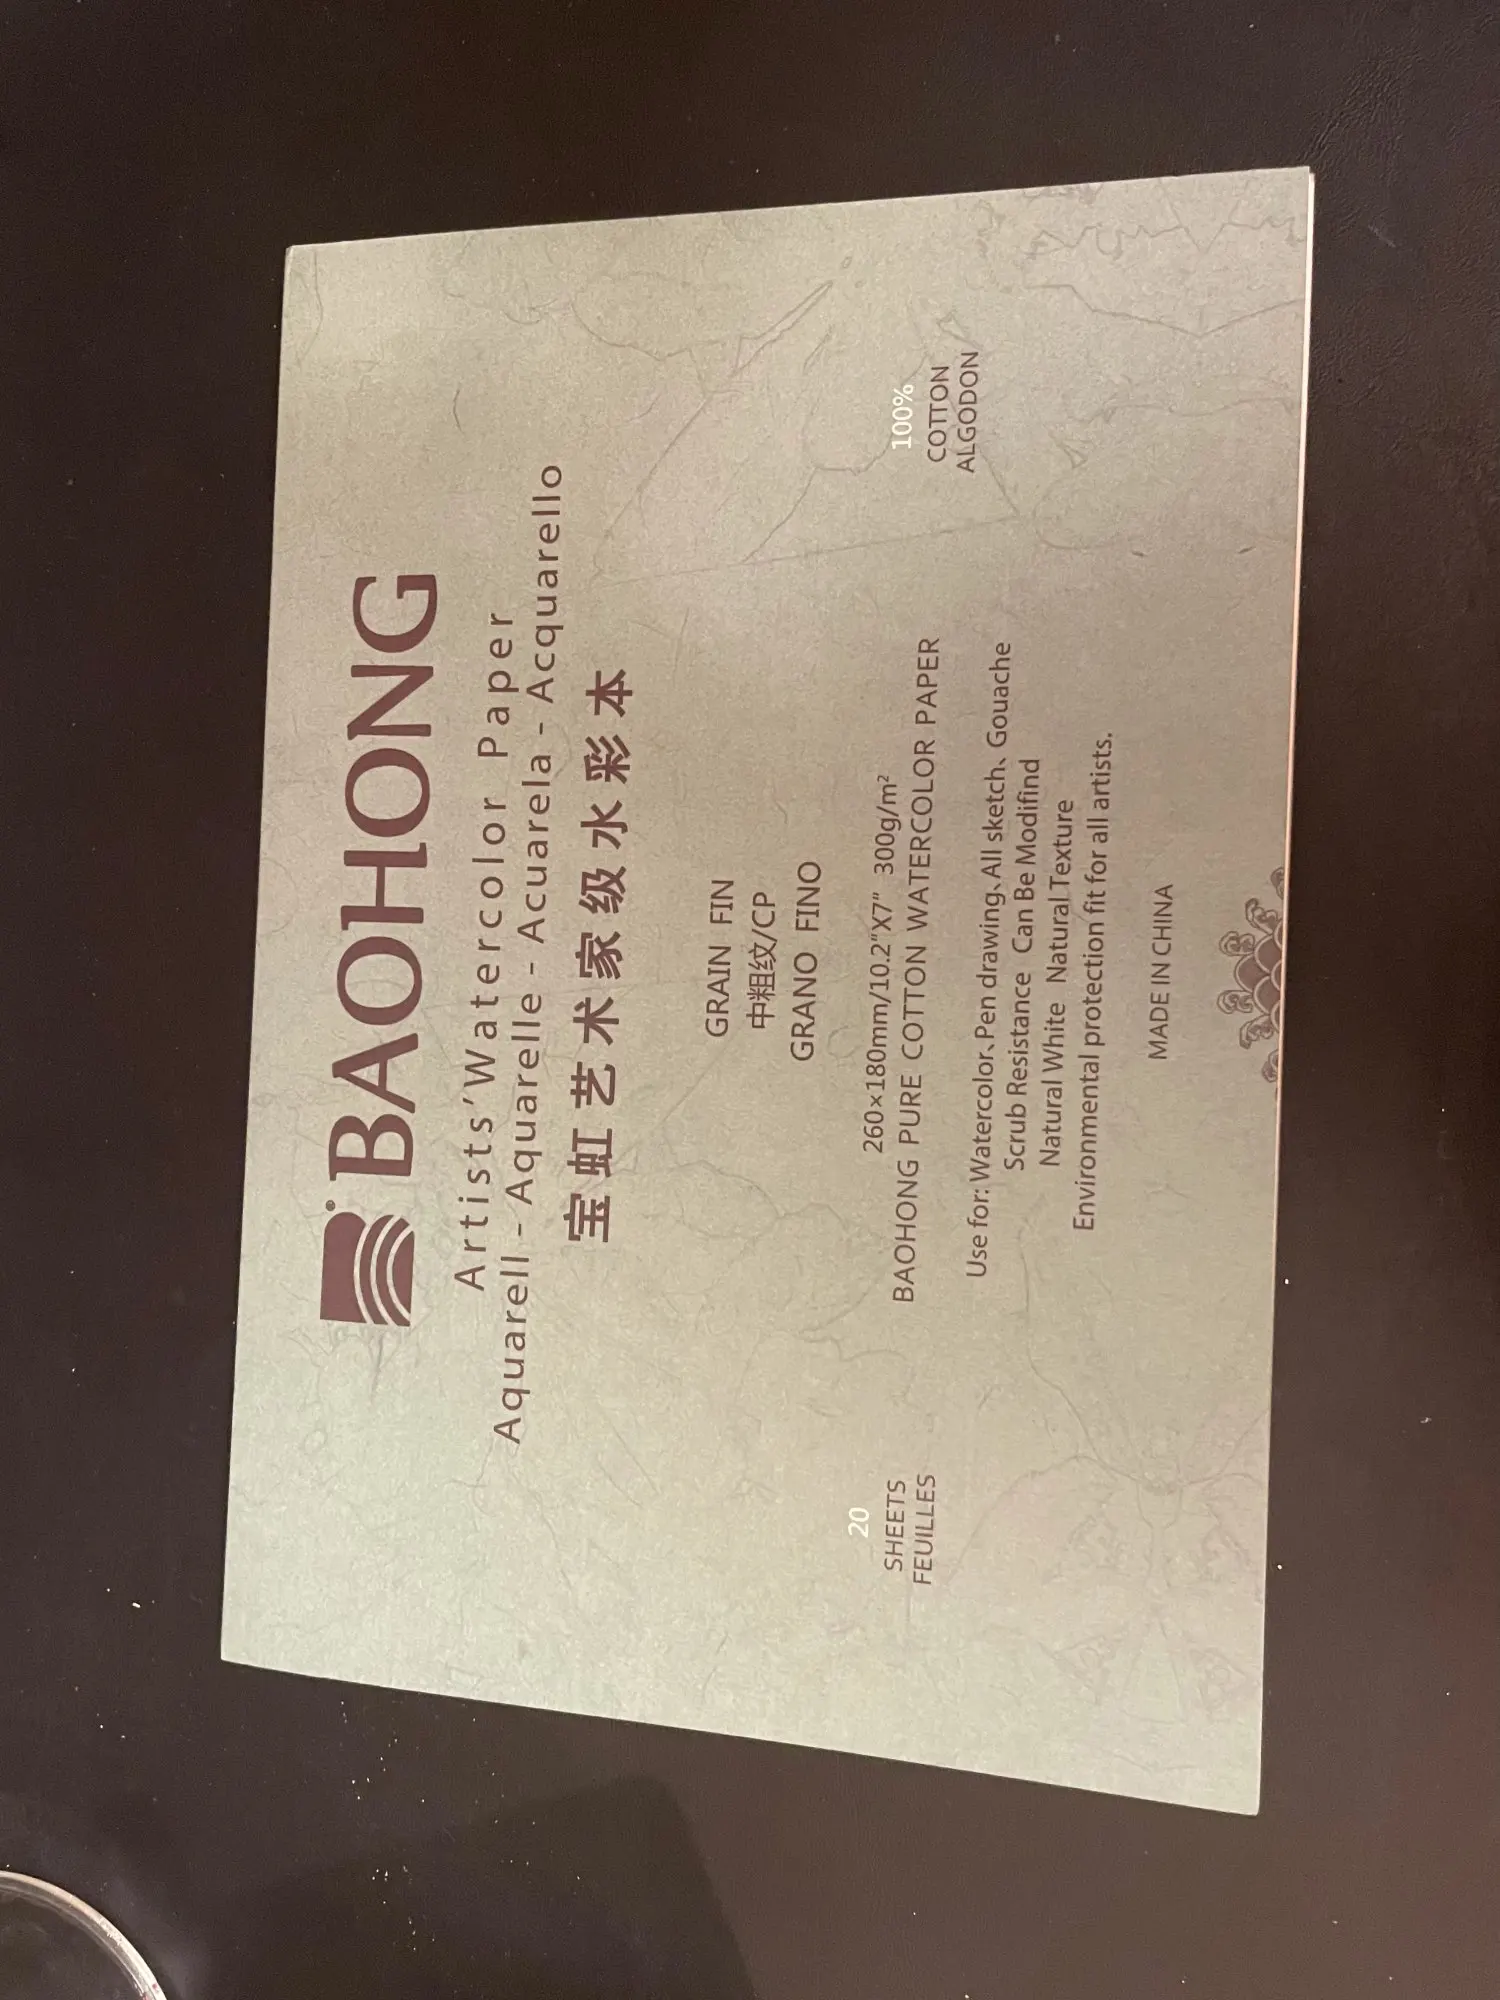 BAOHONG
Artists'Watercolor Paper
Aquarell - Aquarelle - Acuarela - Acquarello
宝虹艺术家级水彩本
GRAIN FIN
中粗纹/CP
GRANO FINO
20
SHEETS
FEUILLES
260×180mm/10.2"X7" 300g/m²
BAOHONG PURE COTTON WATERCOLOR PAPER
100%
COTTON
ALGODON
Use for: Watercolor、Pen drawing、All sketch、Gouache
Scrub Resistance Can Be Modifind
Natural White Natural Texture
Environmental protection fit for all artists.
MADE IN CHINA